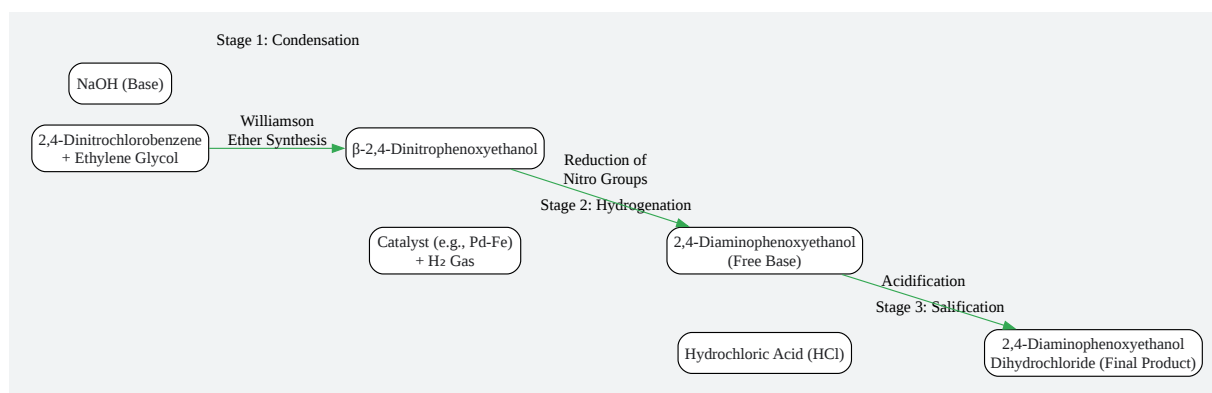 Stage 1: Condensation
NaOH (Base)
2,4-Dinitrochlorobenzene
+ Ethylene Glycol
Williamson
Ether Synthesis
β-2,4-Dinitrophenoxyethanol
Reduction of
Nitro Groups
Stage 2: Hydrogenation
Catalyst (e.g., Pd-Fe)
+ H₂ Gas
2,4-Diaminophenoxyethanol
(Free Base)
Acidification
Stage 3: Salification
Hydrochloric Acid (HCl)
2,4-Diaminophenoxyethanol
Dihydrochloride (Final Product)